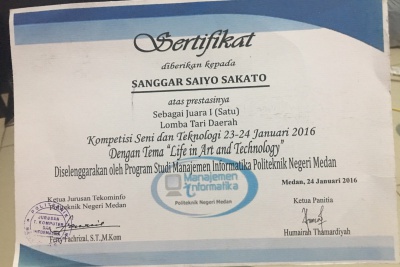 Sertifikat
diberikan kepada
SANGGAR SAIYO SAKATO
atas prestasinya
Sebagai Juara I (Satu)
Lomba Tari Daerah
Kompetisi Seni dan Teknologi 23-24 Januari 2016
Dengan Tema "Life in Art and Technology"
Diselenggarakan oleh Program Studi Manajemen Informatika Politeknik Negeri Medan
Manajemen
Informatika
Politeknik Negeri Medan
Medan, 24 Januari 2016
Ketua Jurusan Tekominfo
Politeknik Negeri Medan
Ketua Panitia
Fachrizal, S.T.,M.Kom
Humairah Thamardiyah